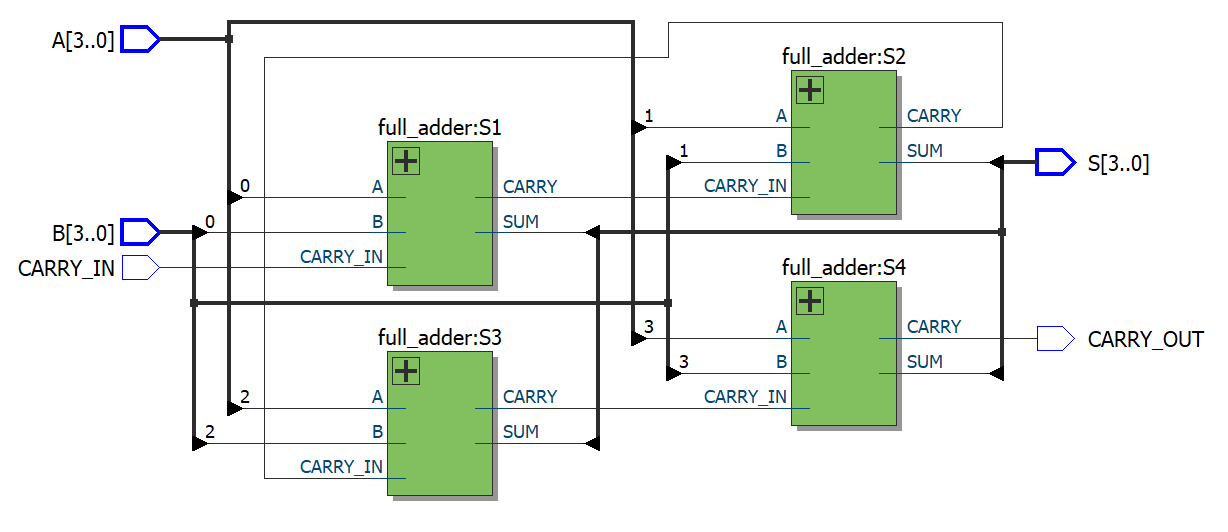 A[3..0]
full_adder:S2
1
A
CARRY
full_adder:S1
1
B
SUM
S[3..0]
0
A
CARRY
CARRY_IN
B[3..0]
0
B
SUM
CARRY_IN
CARRY_IN
full_adder:S4
3
A
CARRY
CARRY_OUT
full_adder:S3
3
B
SUM
2
A
CARRY
CARRY_IN
2
B
SUM
CARRY_IN